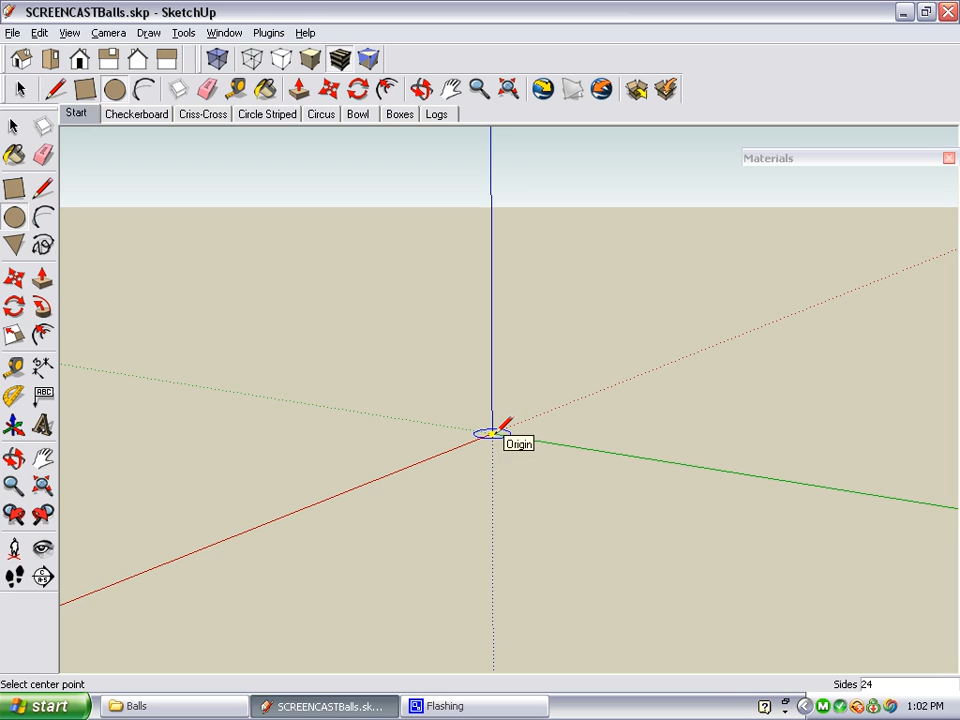 SCREENCASTBalls.skp - SketchUp
File Edit View Camera Draw Tools Window Plugins Help
Start Checkerboard Criss-Cross Circle Striped Circus Bowl Boxes Logs
Materials
ABC
Origin
Select center point
Sides 24
start Balls SCREENCASTBalls.sk... Flashing 1:02 PM